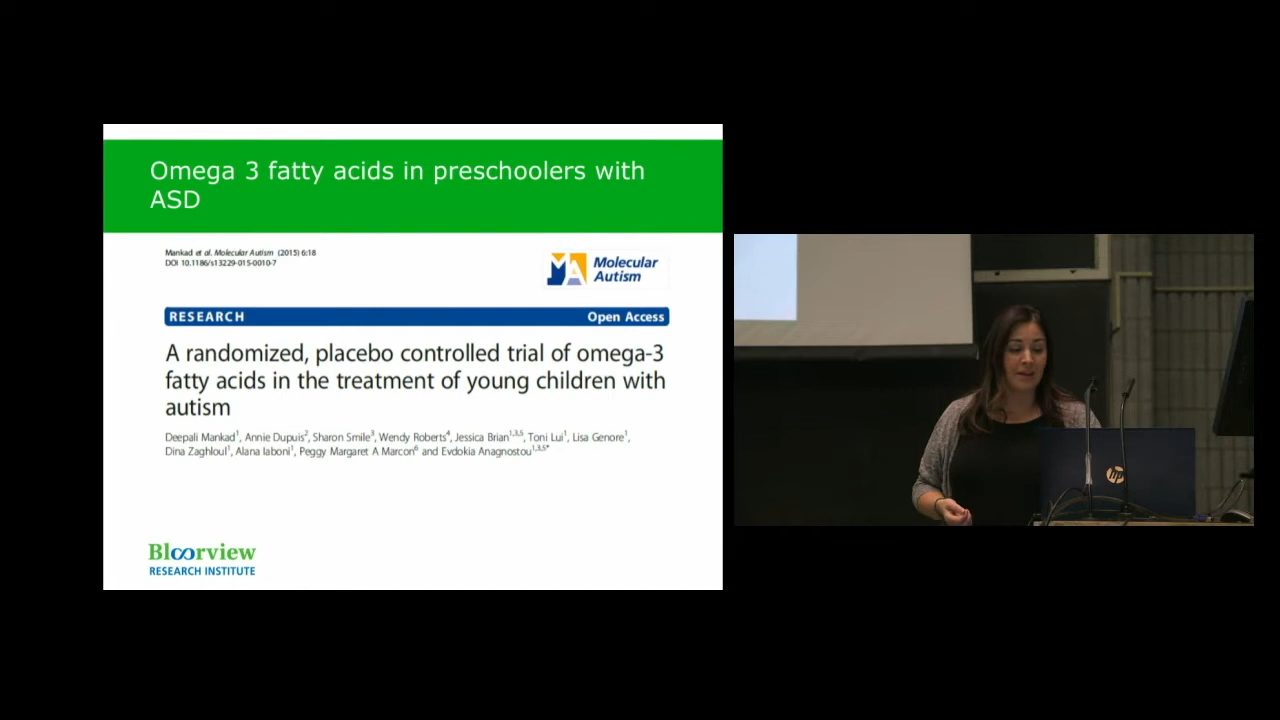 Omega 3 fatty acids in preschoolers with
ASD
Mankad et al. Molecular Autism (2015) 6:18
DOI 10.1186/s13229-015-0010-7
MA Molecular
Autism
RESEARCH Open Access
A randomized, placebo controlled trial of omega-3
fatty acids in the treatment of young children with
autism
Deepali Mankad1, Annie Dupuis2, Sharon Smile3, Wendy Roberts4, Jessica Brian1,3,5, Toni Lui1, Lisa Genore1,
Dina Zaghloul1, Alana Iaboni1, Peggy Margaret A Marcon6 and Evdokia Anagnostou1,3,5*
Bloorview
RESEARCH INSTITUTE
hp